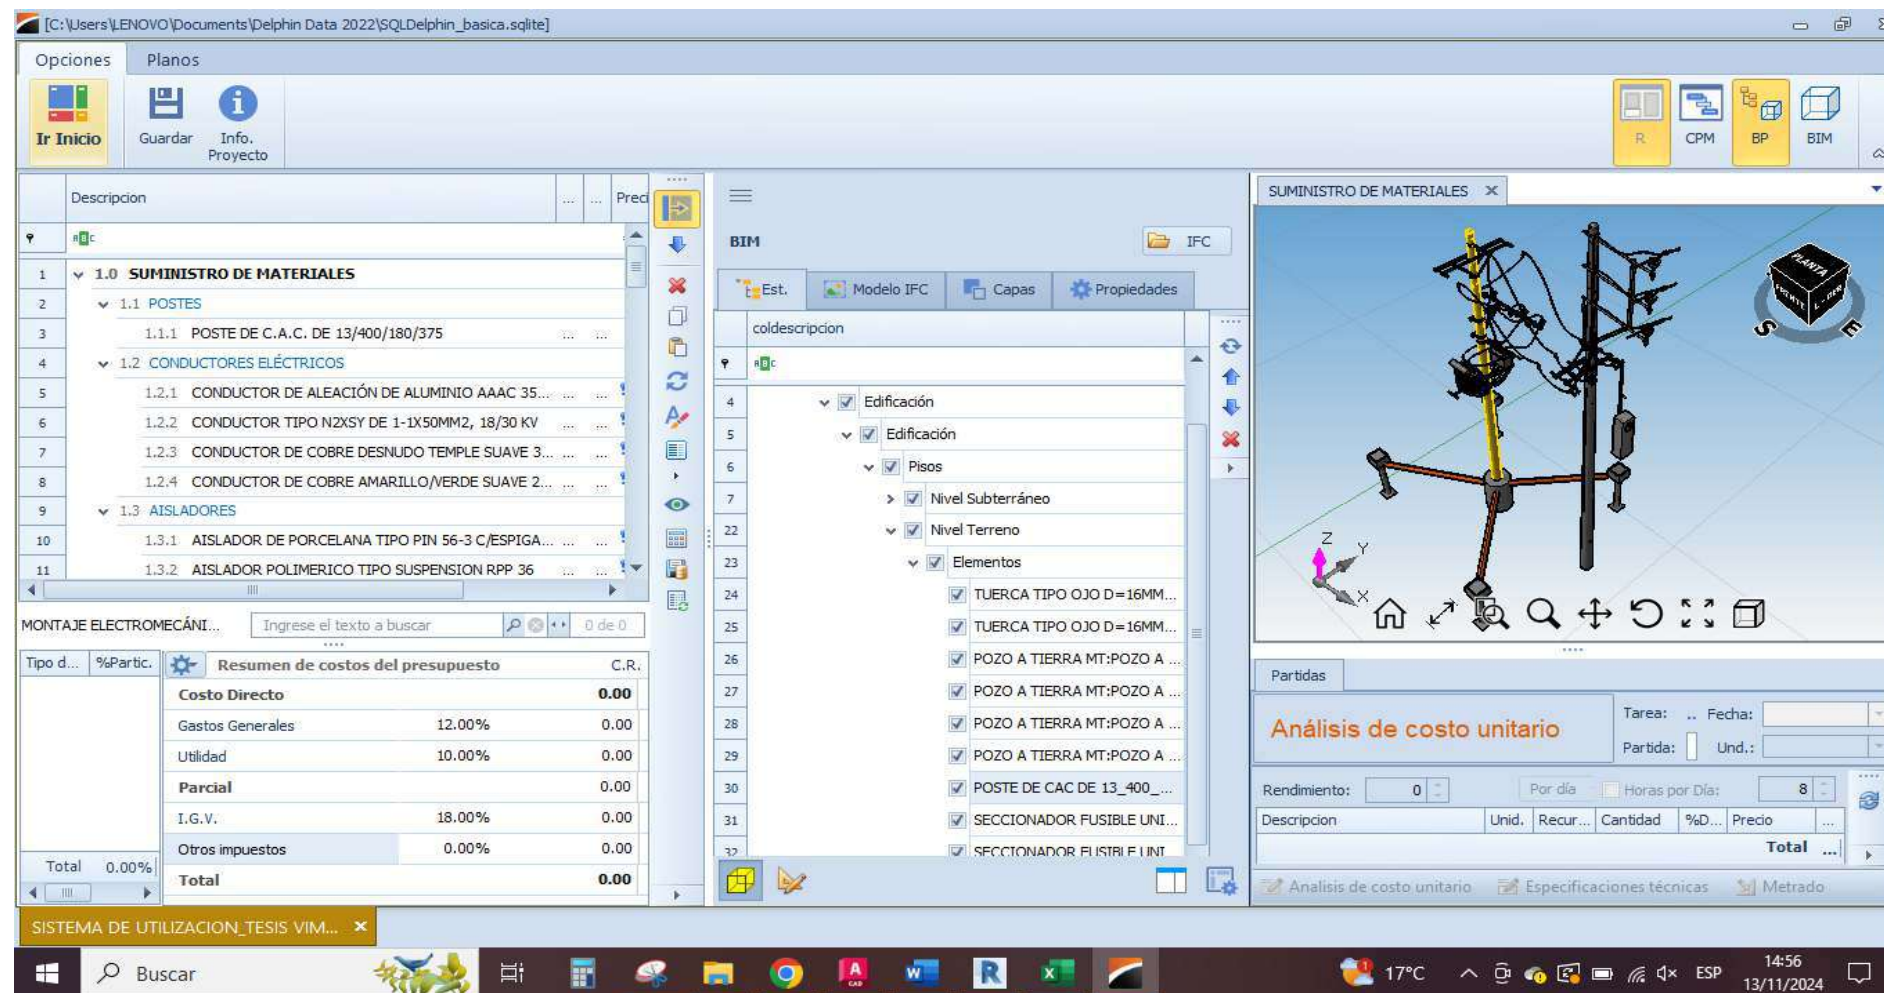 [C:\Users\LENOVO\Documents\Delphin Data 2022\SQLDelphin_basica.sqlite]
Opciones Planos
Ir Inicio Guardar Info. Proyecto R CPM BP BIM
Descripcion ... ... Preci
1 1.0 SUMINISTRO DE MATERIALES
2 1.1 POSTES
3 1.1.1 POSTE DE C.A.C. DE 13/400/180/375 ... ...
4 1.2 CONDUCTORES ELÉCTRICOS
5 1.2.1 CONDUCTOR DE ALEACIÓN DE ALUMINIO AAAC 35... ... ...
6 1.2.2 CONDUCTOR TIPO N2XSY DE 1-1X50MM2, 18/30 KV ... ...
7 1.2.3 CONDUCTOR DE COBRE DESNUDO TEMPLE SUAVE 3... ... ...
8 1.2.4 CONDUCTOR DE COBRE AMARILLO/VERDE SUAVE 2... ... ...
9 1.3 AISLADORES
10 1.3.1 AISLADOR DE PORCELANA TIPO PIN 56-3 C/ESPIGA... ... ...
11 1.3.2 AISLADOR POLIMERICO TIPO SUSPENSION RPP 36 ... ...
MONTAJE ELECTROMECÁNI... Ingrese el texto a buscar 0 de 0
Tipo d... %Partic. Resumen de costos del presupuesto C.R.
Costo Directo 0.00
Gastos Generales 12.00% 0.00
Utilidad 10.00% 0.00
Parcial 0.00
I.G.V. 18.00% 0.00
Otros impuestos 0.00% 0.00
Total 0.00% Total 0.00
BIM IFC
Est. Modelo IFC Capas Propiedades
coldescripcion
4 Edificación
5 Edificación
6 Pisos
7 Nivel Subterráneo
22 Nivel Terreno
23 Elementos
24 TUERCA TIPO OJO D=16MM...
25 TUERCA TIPO OJO D=16MM...
26 POZO A TIERRA MT:POZO A ...
27 POZO A TIERRA MT:POZO A ...
28 POZO A TIERRA MT:POZO A ...
29 POZO A TIERRA MT:POZO A ...
30 POSTE DE CAC DE 13_400_...
31 SECCIONADOR FUSIBLE UNI...
32 SECCIONADOR FUSIBLE UNI
SUMINISTRO DE MATERIALES
PLANTA
FRENTE
L - DER
S E
Z
Y
X
Partidas
Análisis de costo unitario
Tarea: .. Fecha:
Partida: Und.:
Rendimiento: 0 Por día Horas por Día: 8
Descripcion Unid. Recur... Cantidad %D... Precio ...
Total ...
Analisis de costo unitario Especificaciones técnicas Metrado
SISTEMA DE UTILIZACION_TESIS VIM...
Buscar 17°C ESP 14:56
13/11/2024